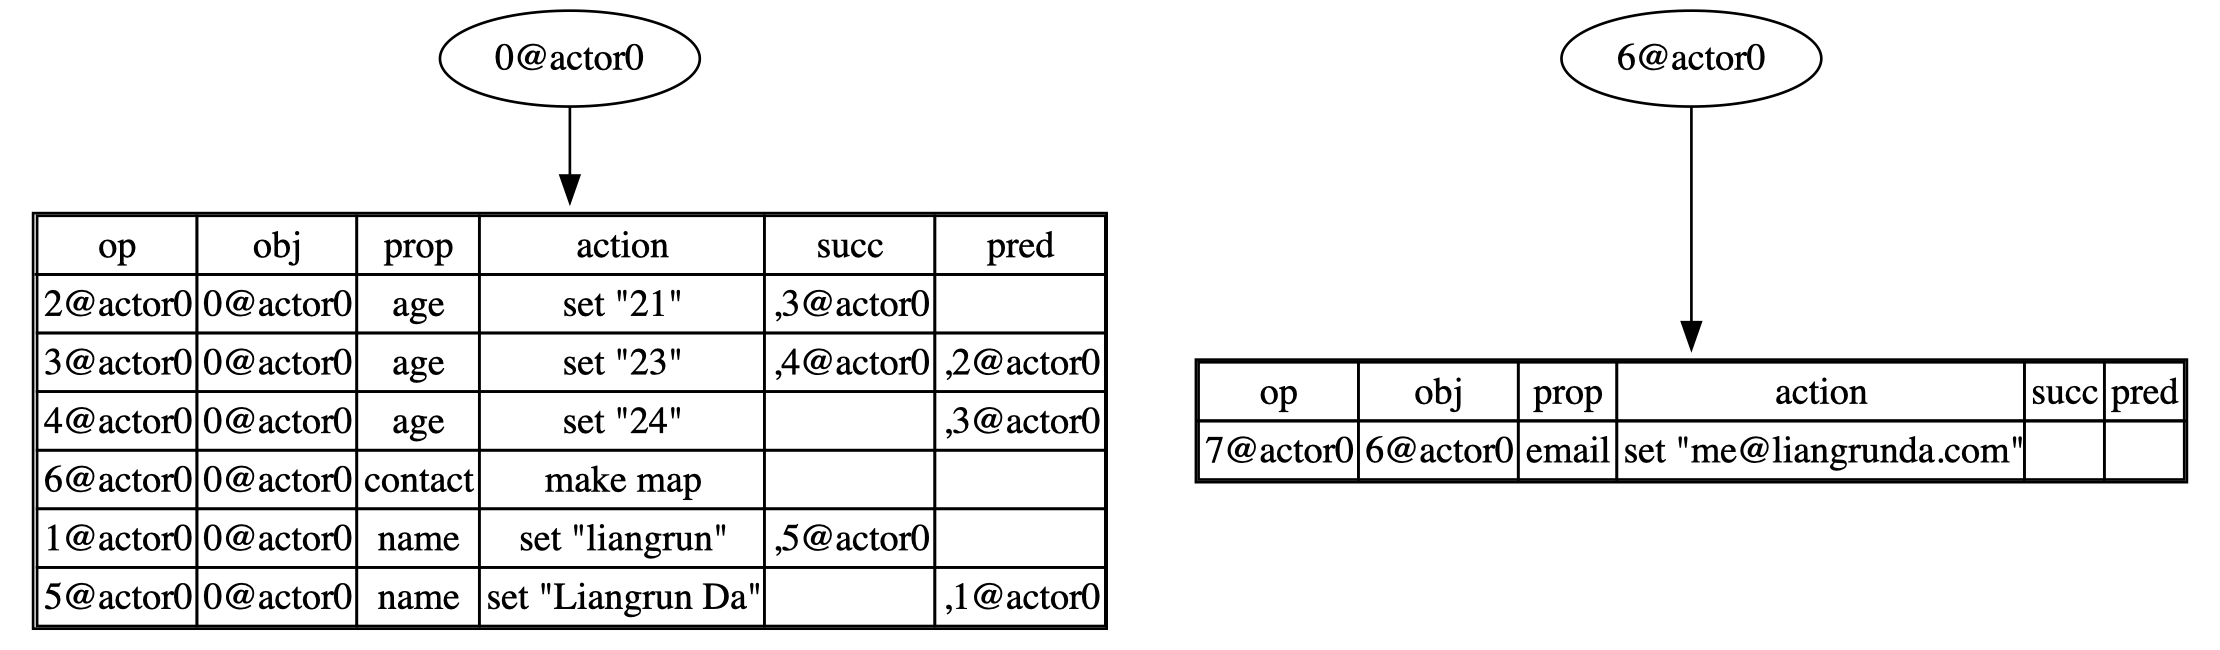 0@actor0
6@actor0
op obj prop action succ pred
2@actor0 0@actor0 age set "21" ,3@actor0
3@actor0 0@actor0 age set "23" ,4@actor0 ,2@actor0
4@actor0 0@actor0 age set "24" ,3@actor0
6@actor0 0@actor0 contact make map
1@actor0 0@actor0 name set "liangrun" ,5@actor0
5@actor0 0@actor0 name set "Liangrun Da" ,1@actor0
op obj prop action succ pred
7@actor0 6@actor0 email set "me@liangrunda.com"